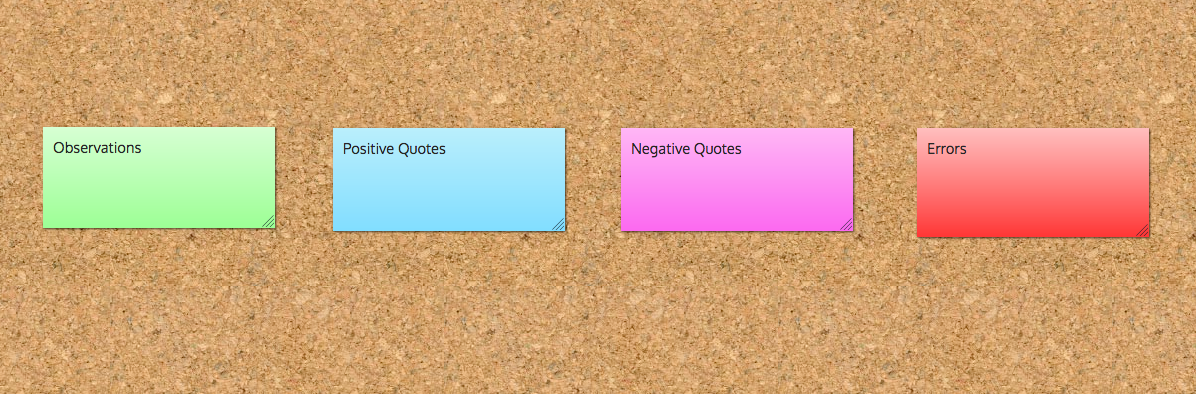 Observations
Positive Quotes
Negative Quotes
Errors